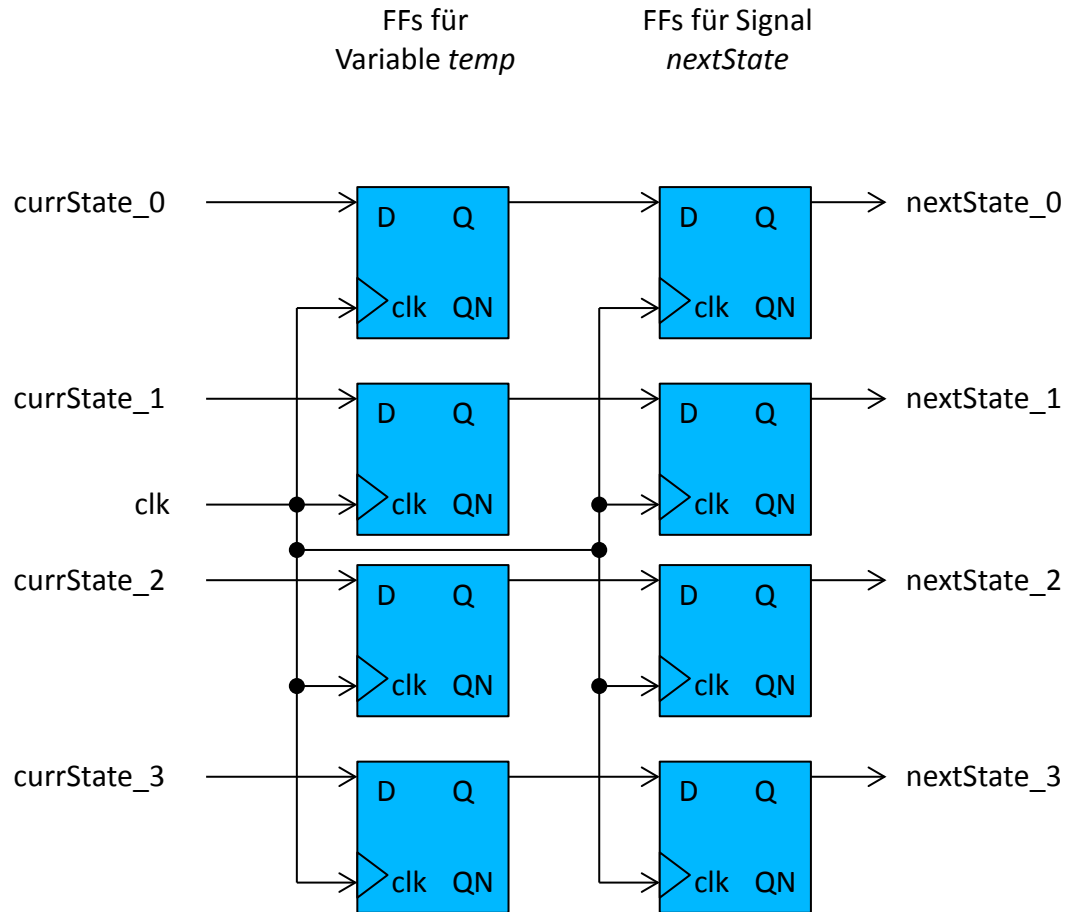 FFs für
Variable temp
FFs für Signal
nextState
currState_0
D Q
clk QN
D Q
clk QN
nextState_0
currState_1
D Q
clk QN
D Q
clk QN
nextState_1
clk
currState_2
D Q
clk QN
D Q
clk QN
nextState_2
currState_3
D Q
clk QN
D Q
clk QN
nextState_3